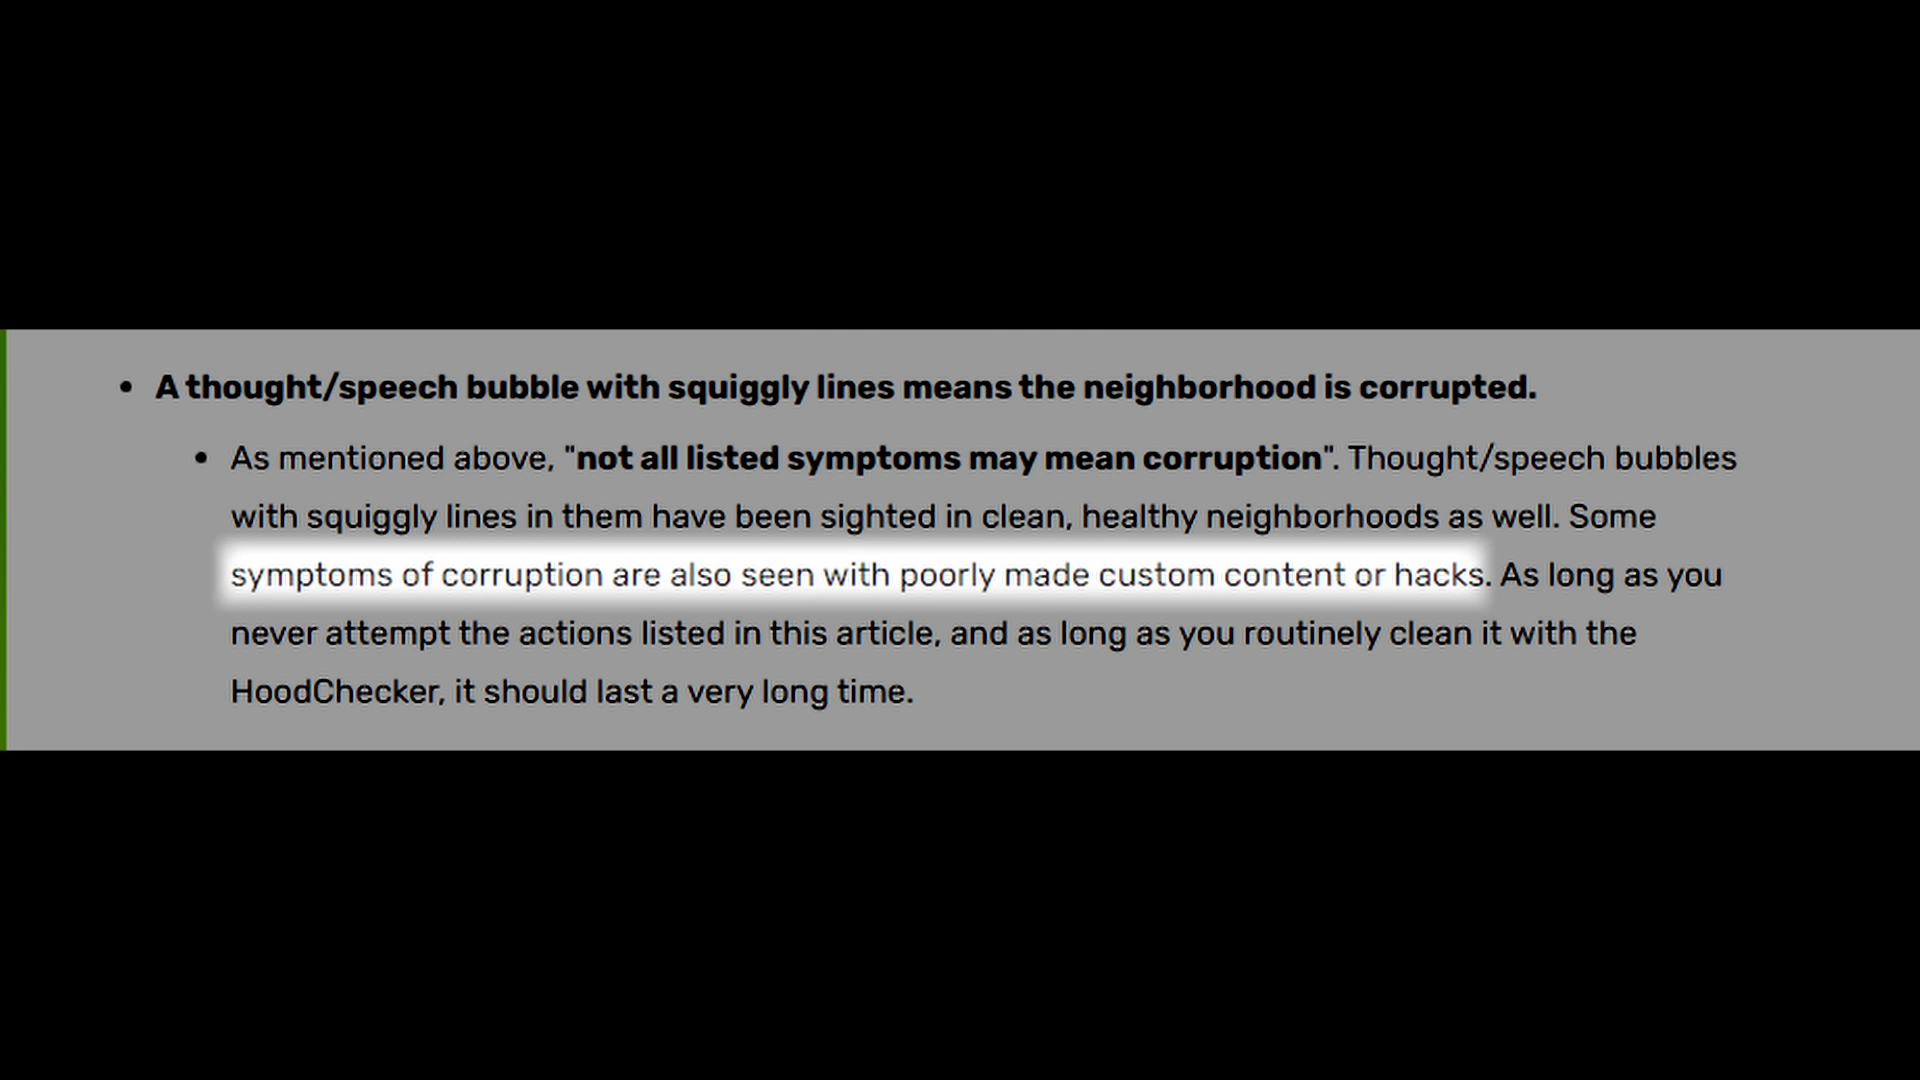 • A thought/speech bubble with squiggly lines means the neighborhood is corrupted.
• As mentioned above, "not all listed symptoms may mean corruption". Thought/speech bubbles
with squiggly lines in them have been sighted in clean, healthy neighborhoods as well. Some
symptoms of corruption are also seen with poorly made custom content or hacks. As long as you
never attempt the actions listed in this article, and as long as you routinely clean it with the
HoodChecker, it should last a very long time.